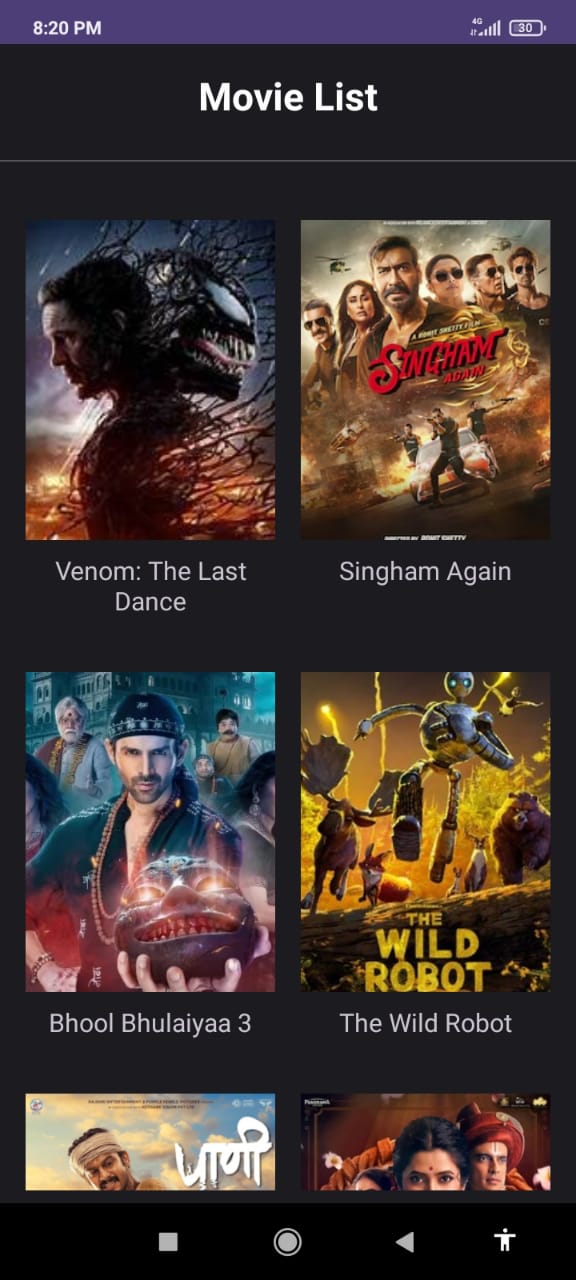 8:20 PM
4G
30
Movie List
A ROHIT SHETTY FILM
SINGHAM
AGAIN
DIRECTED BY ROHIT SHETTY
Venom: The Last
Dance
Singham Again
THE
WILD
ROBOT
Bhool Bhulaiyaa 3
The Wild Robot
पाणी
Panorama